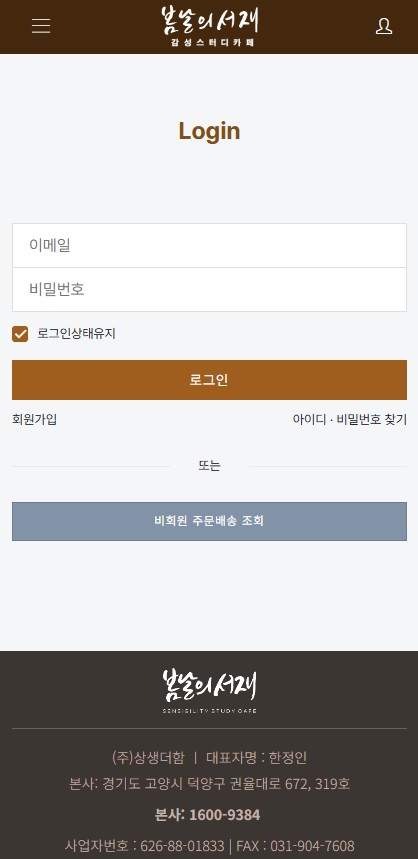 봄날의서재
감성스터디카페
Login
이메일
비밀번호
로그인상태유지
로그인
회원가입 아이디 · 비밀번호 찾기
또는
비회원 주문배송 조회
봄날의서재
SENSIBILITY STUDY CAFE
(주)상생더함 ㅣ 대표자명 : 한정인
본사: 경기도 고양시 덕양구 권율대로 672, 319호
본사: 1600-9384
사업자번호 : 626-88-01833 | FAX : 031-904-7608